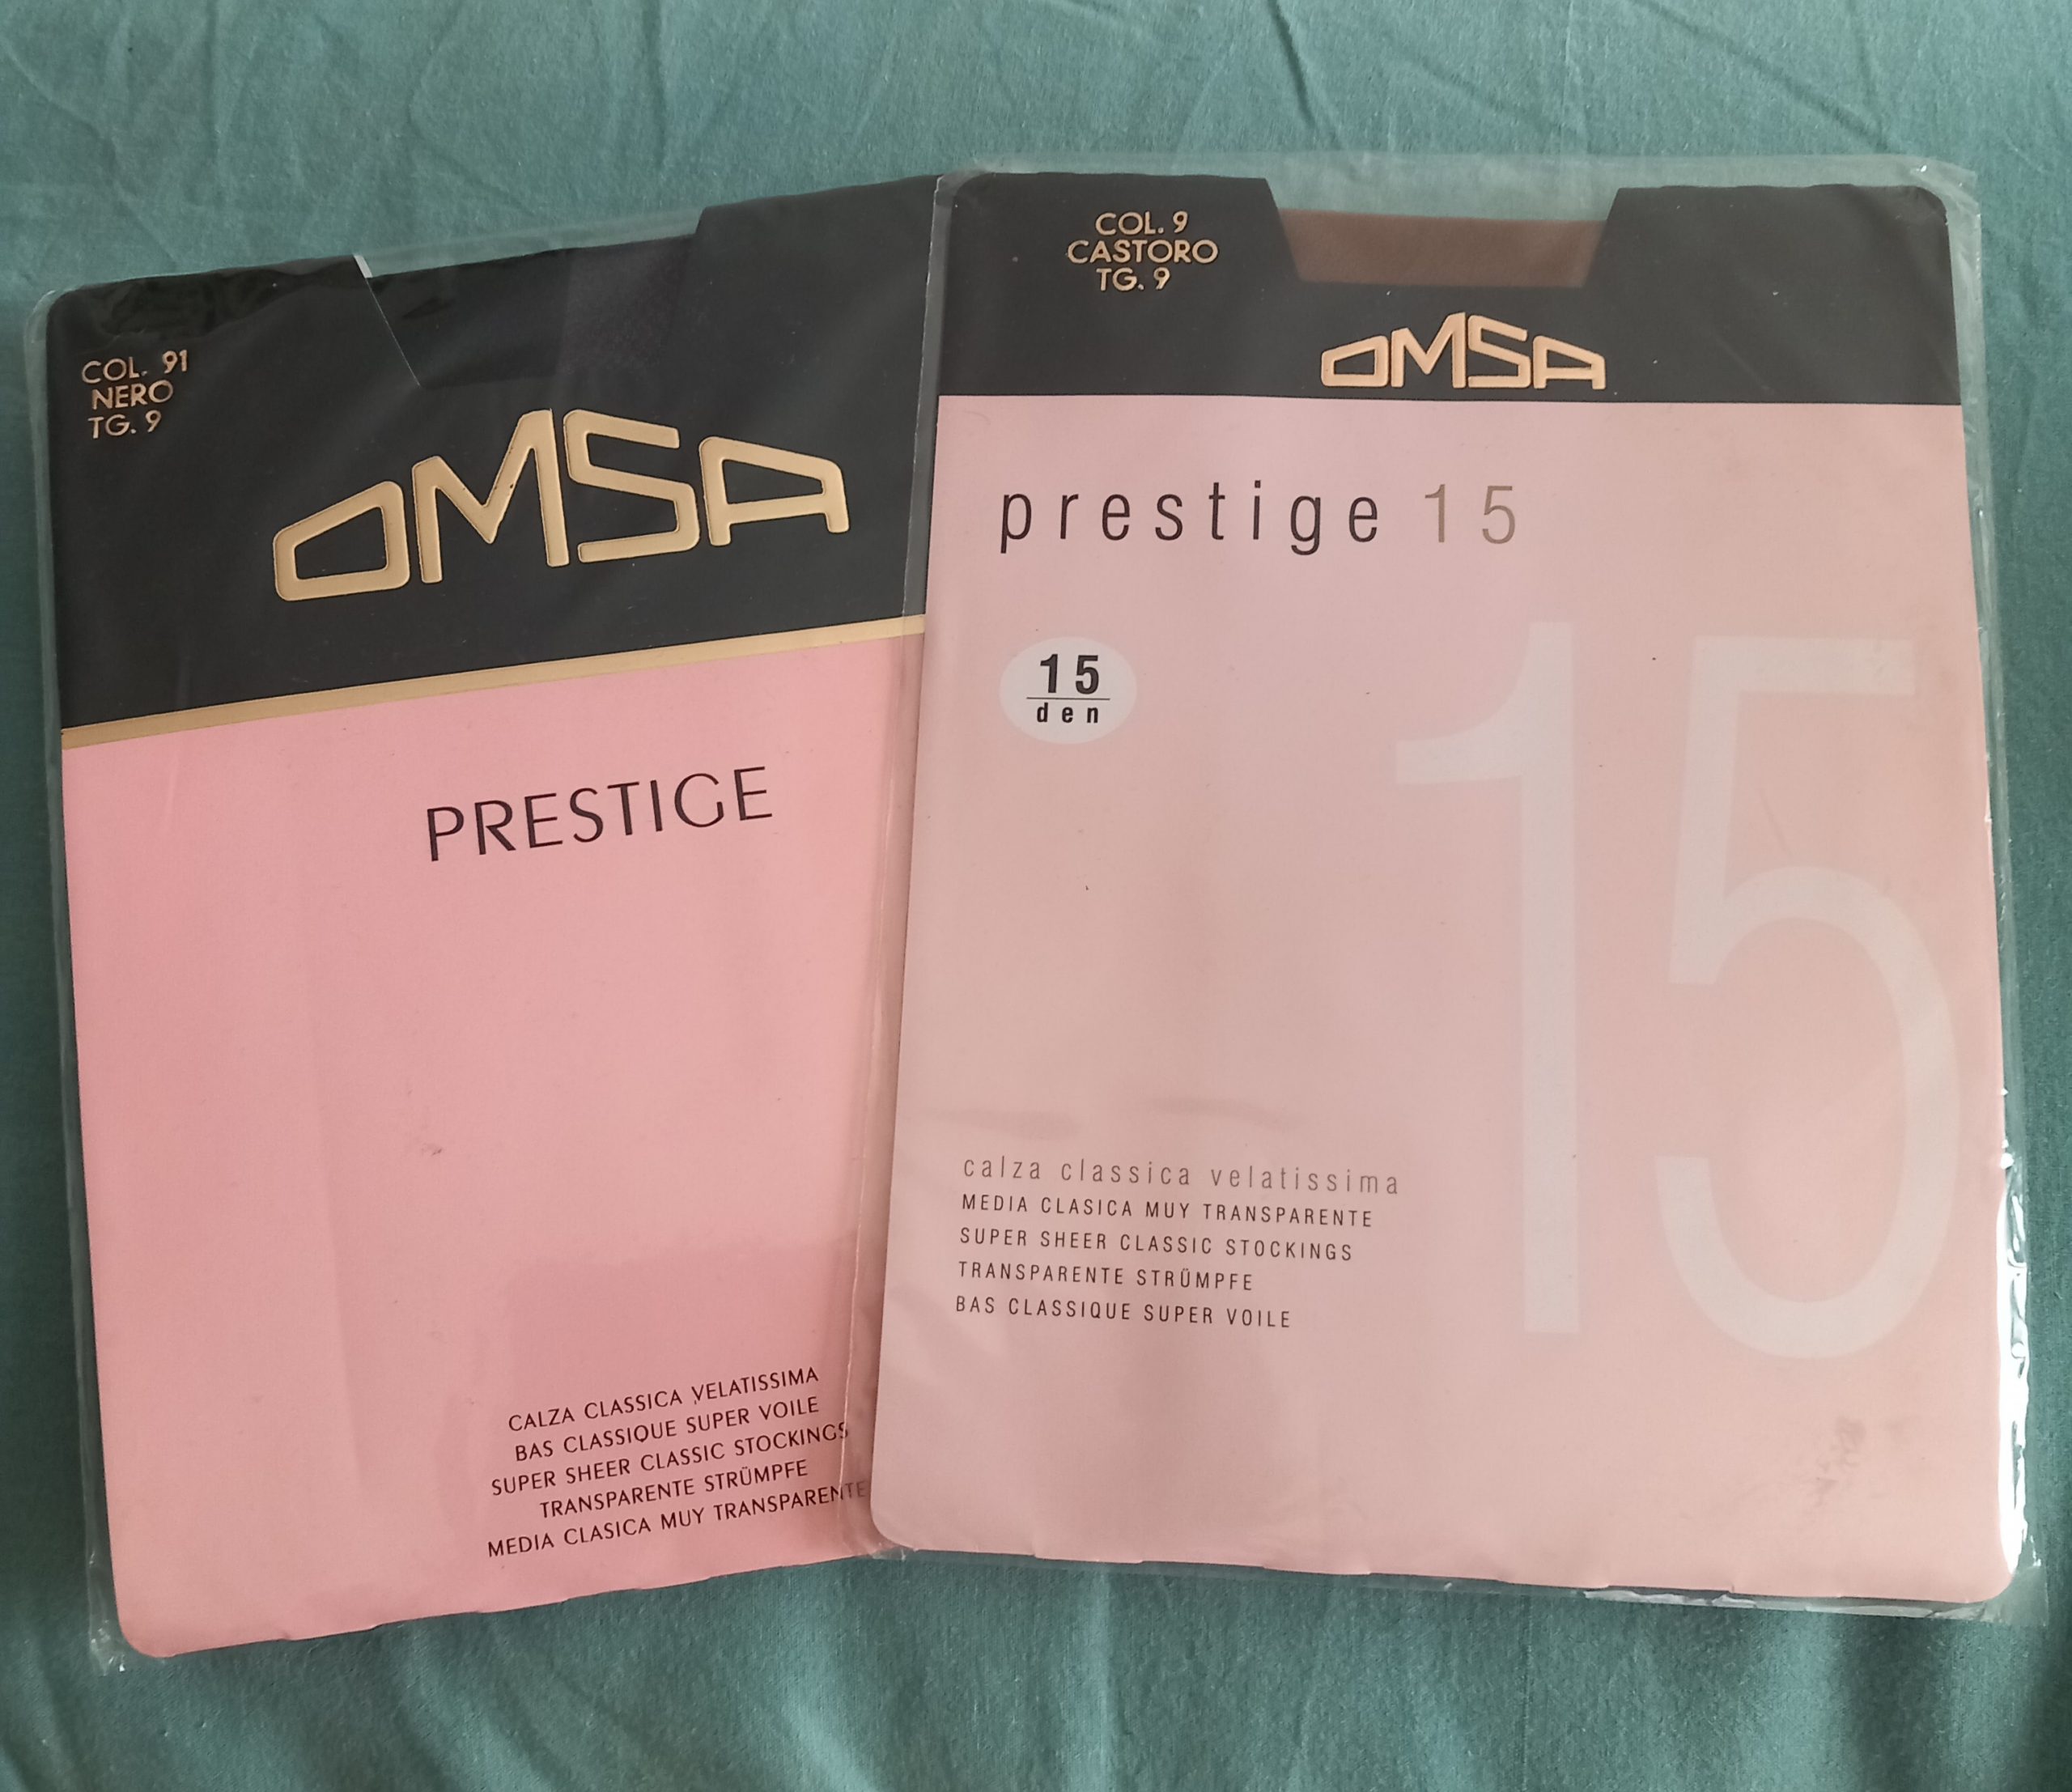 COL. 91
NERO
TG. 9
OMSA
PRESTIGE
CALZA CLASSICA VELATISSIMA
BAS CLASSIQUE SUPER VOILE
SUPER SHEER CLASSIC STOCKINGS
TRANSPARENTE STRÜMPFE
MEDIA CLASICA MUY TRANSPARENTE
COL. 9
CASTORO
TG. 9
OMSA
prestige 15
15
den
15
calza classica velatissima
MEDIA CLASICA MUY TRANSPARENTE
SUPER SHEER CLASSIC STOCKINGS
TRANSPARENTE STRÜMPFE
BAS CLASSIQUE SUPER VOILE